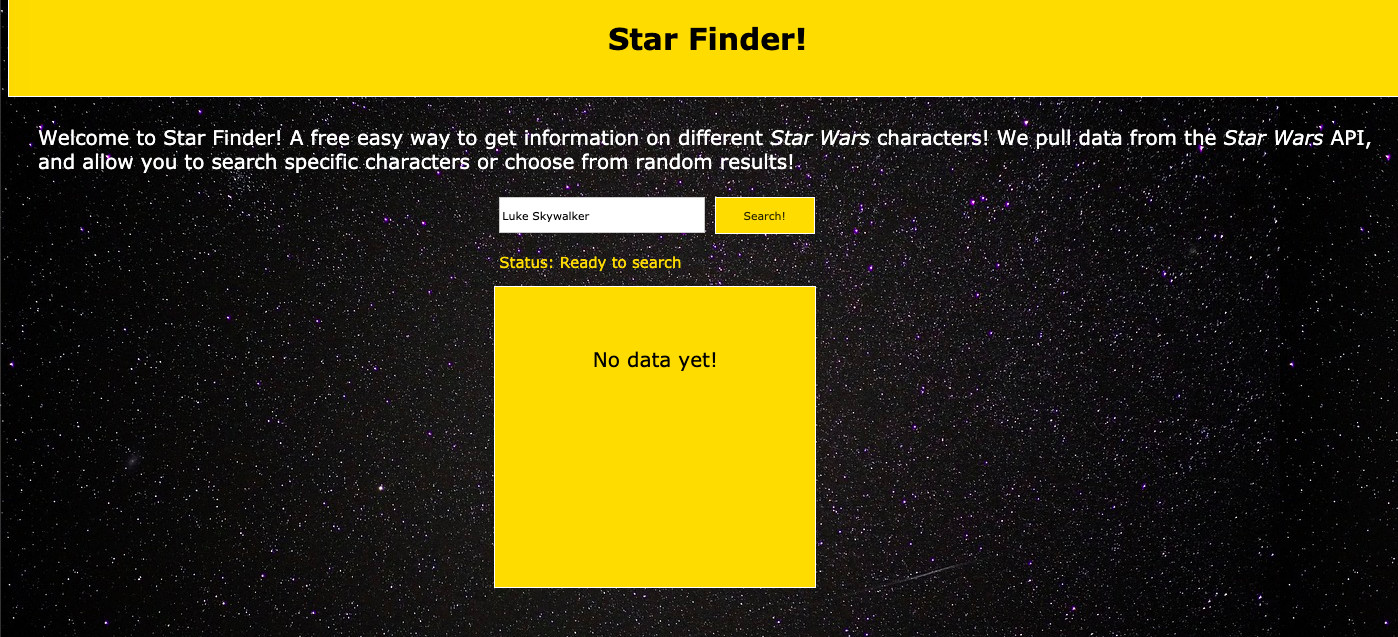 Star Finder!
Welcome to Star Finder! A free easy way to get information on different Star Wars characters! We pull data from the Star Wars API,
and allow you to search specific characters or choose from random results!
Luke Skywalker
Search!
Status: Ready to search
No data yet!